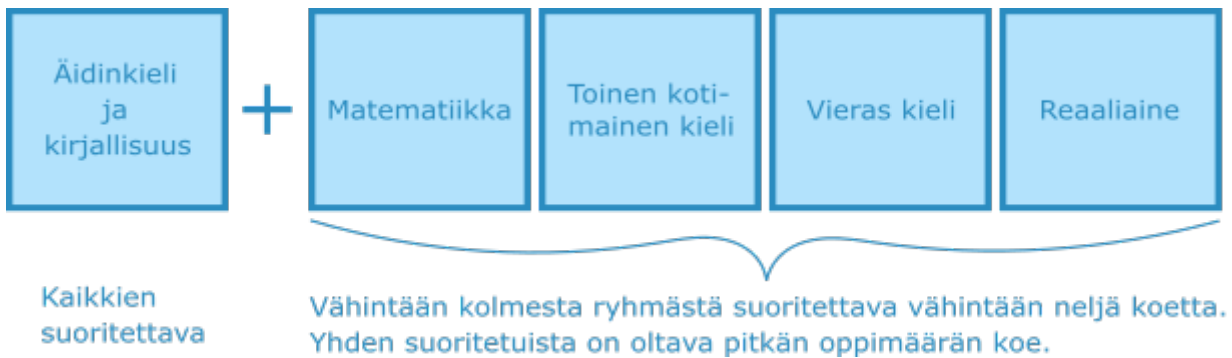 Äidinkieli
ja
kirjallisuus
+
Matematiikka
Toinen koti-
mainen kieli
Vieras kieli
Reaaliaine
Kaikkien
suoritettava
Vähintään kolmesta ryhmästä suoritettava vähintään neljä koetta.
Yhden suoritetuista on oltava pitkän oppimäärän koe.